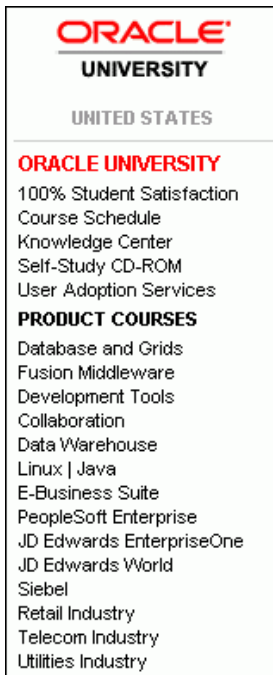 ORACLE
UNIVERSITY
UNITED STATES
ORACLE UNIVERSITY
100% Student Satisfaction
Course Schedule
Knowledge Center
Self-Study CD-ROM
User Adoption Services
PRODUCT COURSES
Database and Grids
Fusion Middleware
Development Tools
Collaboration
Data Warehouse
Linux | Java
E-Business Suite
PeopleSoft Enterprise
JD Edwards EnterpriseOne
JD Edwards World
Siebel
Retail Industry
Telecom Industry
Utilities Industry